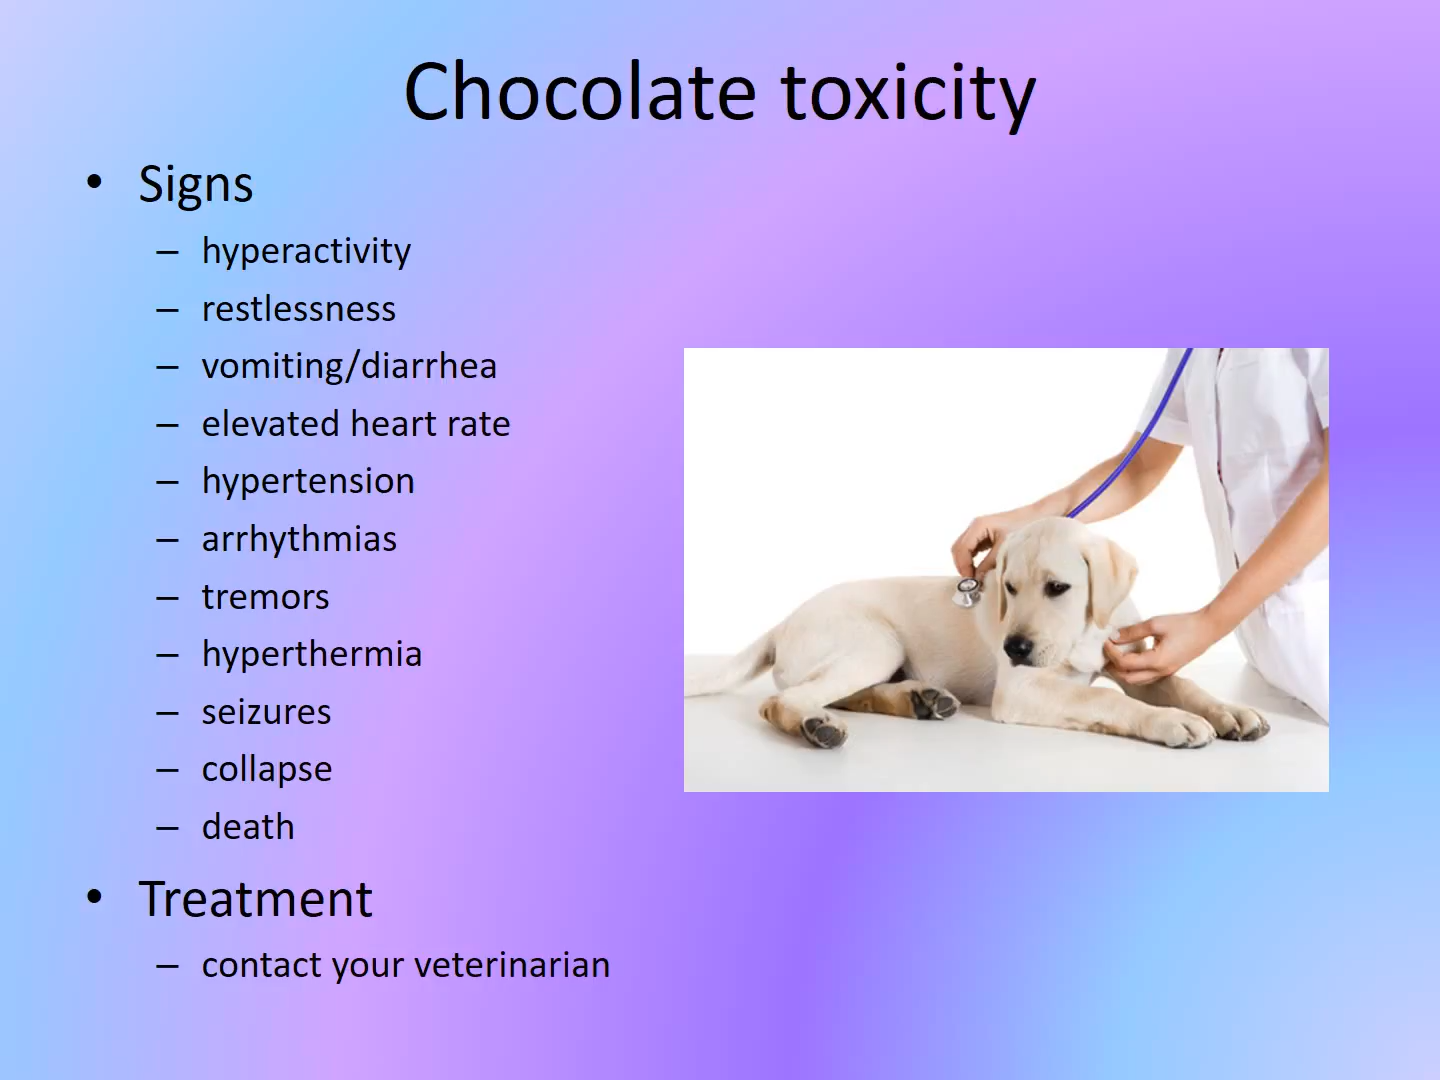 Chocolate toxicity
• Signs
– hyperactivity
– restlessness
– vomiting/diarrhea
– elevated heart rate
– hypertension
– arrhythmias
– tremors
– hyperthermia
– seizures
– collapse
– death
• Treatment
– contact your veterinarian